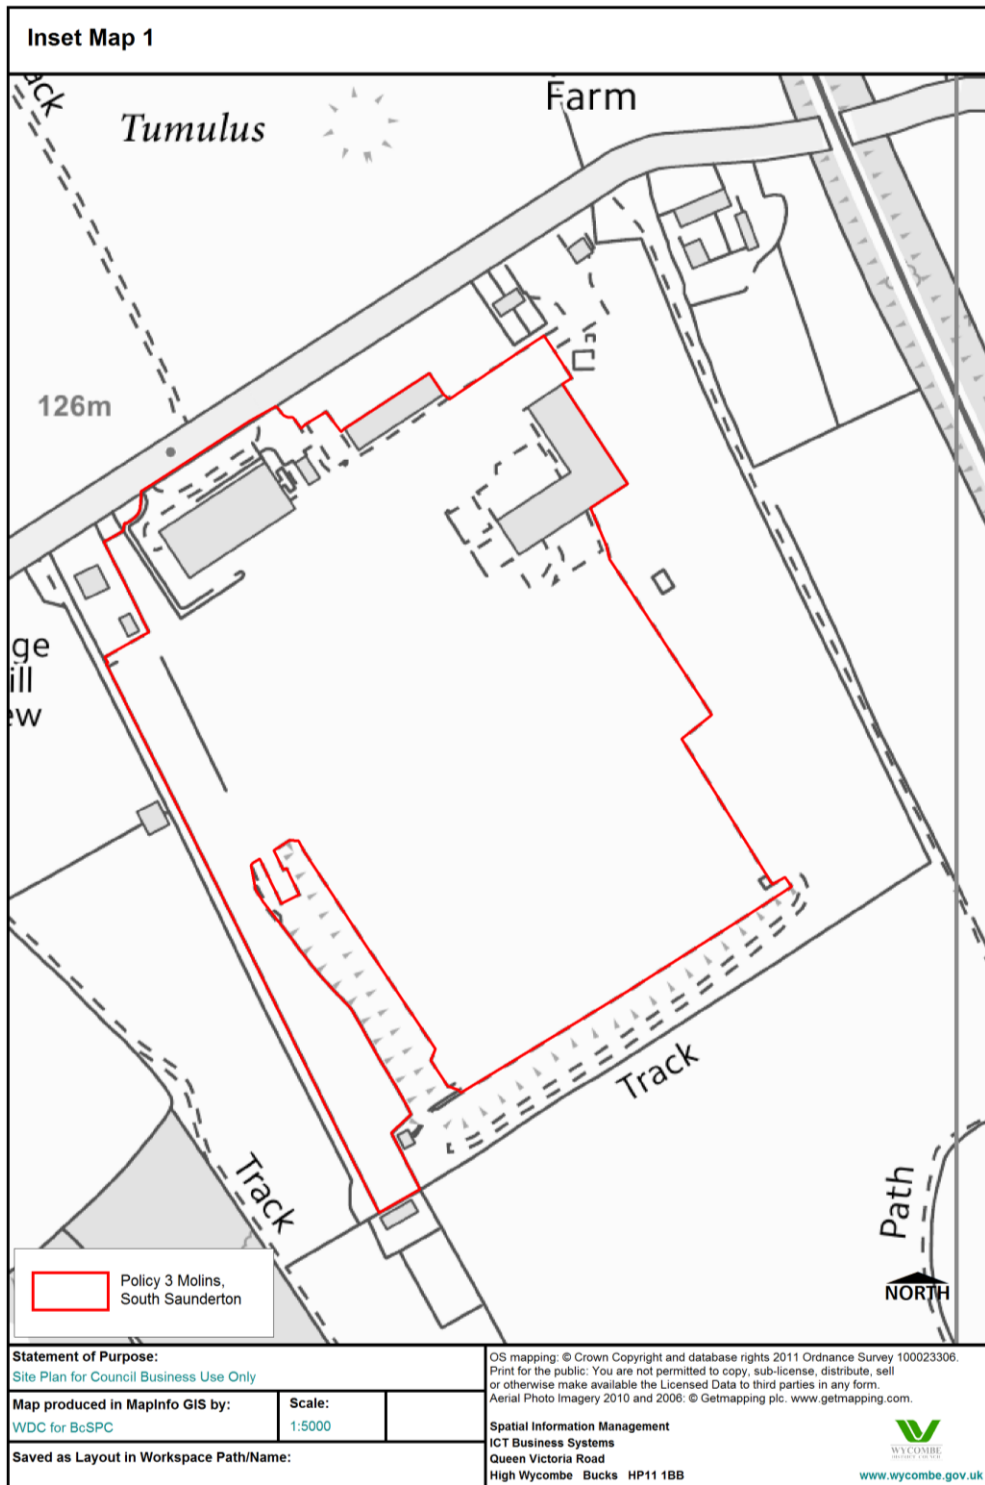 Inset Map 1
ack
Tumulus
Farm
126m
ge
ill
ew
Track
Track
Path
NORTH
Policy 3 Molins,
South Saunderton
Statement of Purpose:
Site Plan for Council Business Use Only
Map produced in MapInfo GIS by:
WDC for BcSPC
Scale:
1:5000
Saved as Layout in Workspace Path/Name:
OS mapping: © Crown Copyright and database rights 2011 Ordnance Survey 100023306.
Print for the public: You are not permitted to copy, sub-license, distribute, sell
or otherwise make available the Licensed Data to third parties in any form.
Aerial Photo Imagery 2010 and 2006: © Getmapping plc. www.getmapping.com.
Spatial Information Management
ICT Business Systems
Queen Victoria Road
High Wycombe Bucks HP11 1BB
WYCOMBE
DISTRICT COUNCIL
www.wycombe.gov.uk